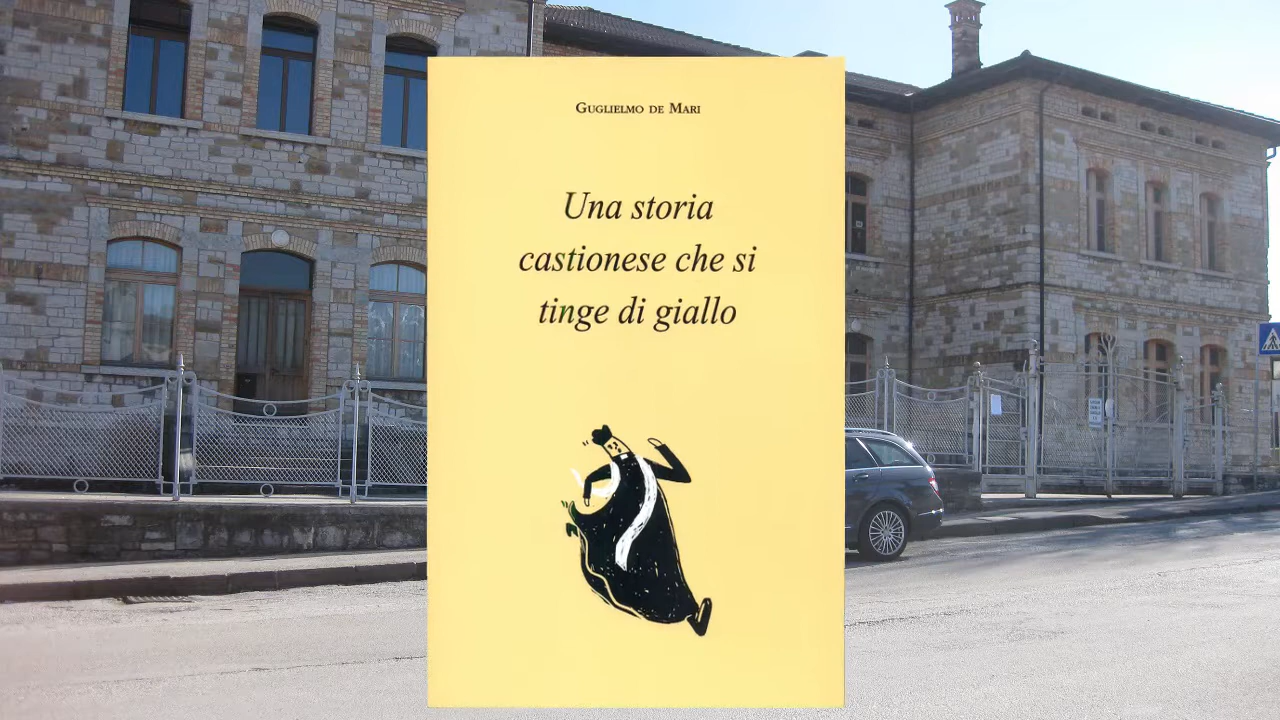 Guglielmo de Mari
Una storia
castionese che si
tinge di giallo